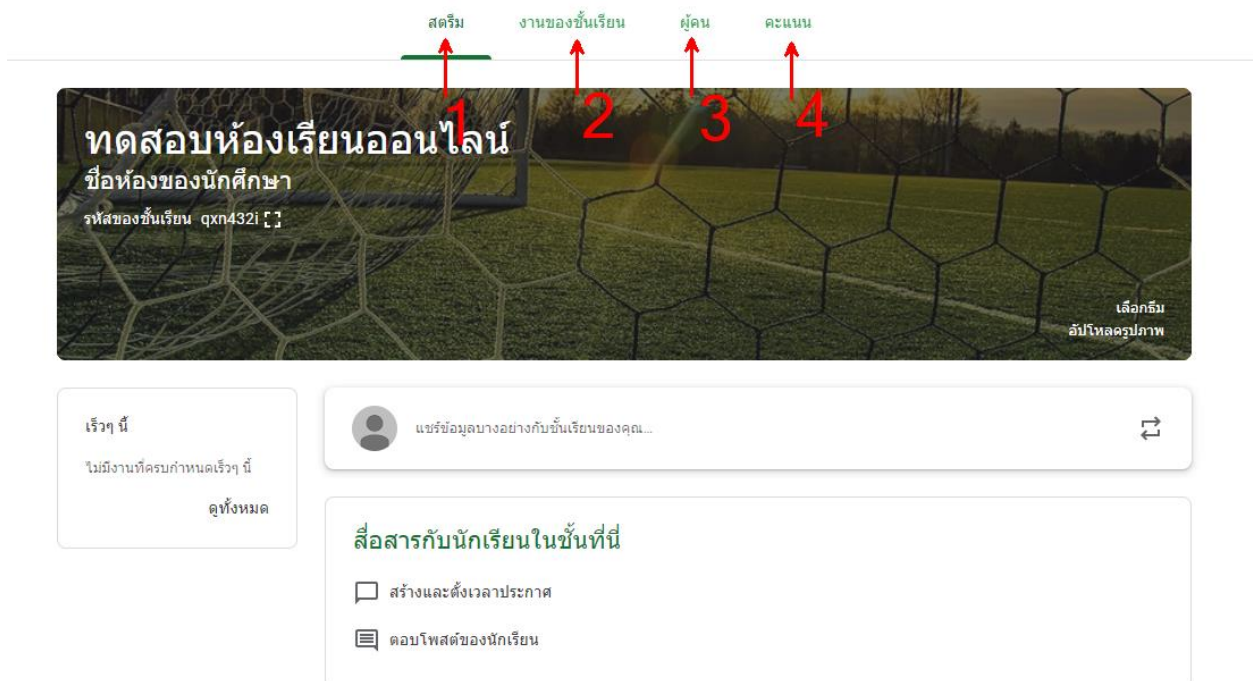 สตรีม งานของชั้นเรียน ผู้คน คะแนน
1 2 3 4
ทดสอบห้องเรียนออนไลน์
ชื่อห้องของนักศึกษา
รหัสของชั้นเรียน qxn432i
เลือกธีม
อัปโหลดรูปภาพ
เร็วๆ นี้
ไม่มีงานที่ครบกำหนดเร็วๆ นี้
ดูทั้งหมด
แชร์ข้อมูลบางอย่างกับชั้นเรียนของคุณ...
สื่อสารกับนักเรียนในชั้นที่นี่
สร้างและตั้งเวลาประกาศ
ตอบโพสต์ของนักเรียน